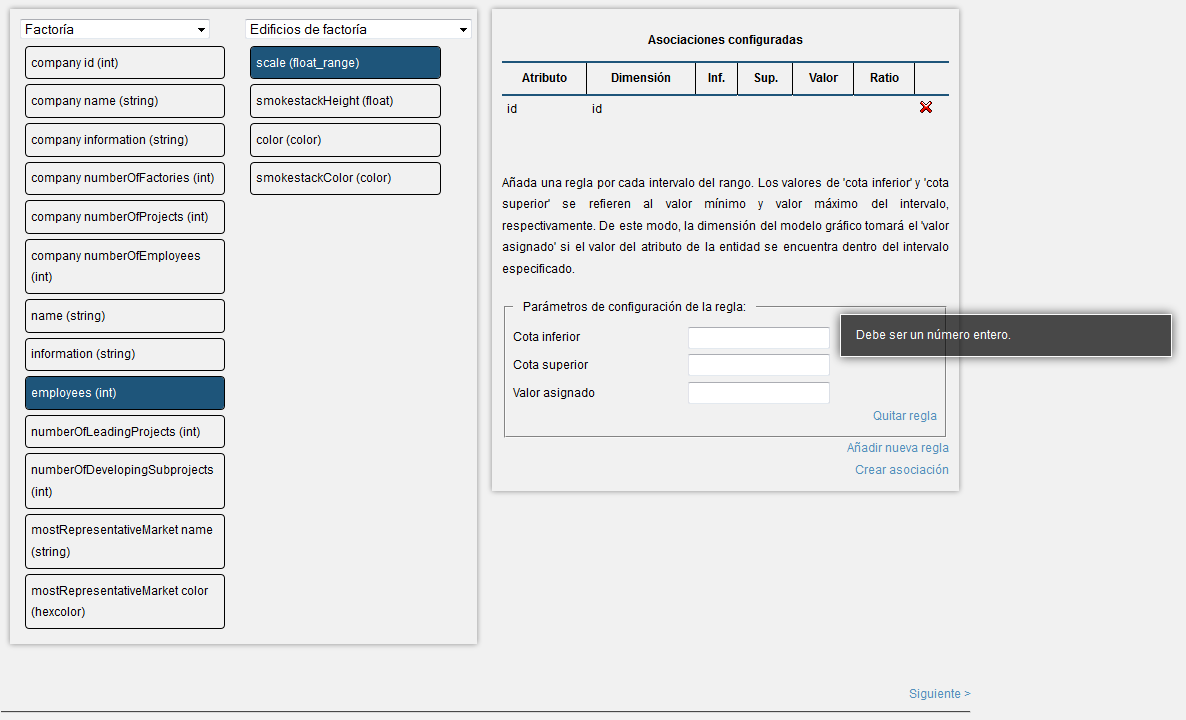 Factoría
company id (int)
company name (string)
company information (string)
company numberOfFactories (int)
company numberOfProjects (int)
company numberOfEmployees
(int)
name (string)
information (string)
employees (int)
numberOfLeadingProjects (int)
numberOfDevelopingSubprojects
(int)
mostRepresentativeMarket name
(string)
mostRepresentativeMarket color
(hexcolor)
Edificios de factoría
scale (float_range)
smokestackHeight (float)
color (color)
smokestackColor (color)
Asociaciones configuradas
Atributo Dimensión Inf. Sup. Valor Ratio
id id
Añada una regla por cada intervalo del rango. Los valores de 'cota inferior' y 'cota
superior' se refieren al valor mínimo y valor máximo del intervalo,
respectivamente. De este modo, la dimensión del modelo gráfico tomará el 'valor
asignado' si el valor del atributo de la entidad se encuentra dentro del intervalo
especificado.
Parámetros de configuración de la regla:
Cota inferior
Debe ser un número entero.
Cota superior
Valor asignado
Quitar regla
Añadir nueva regla
Crear asociación
Siguiente >